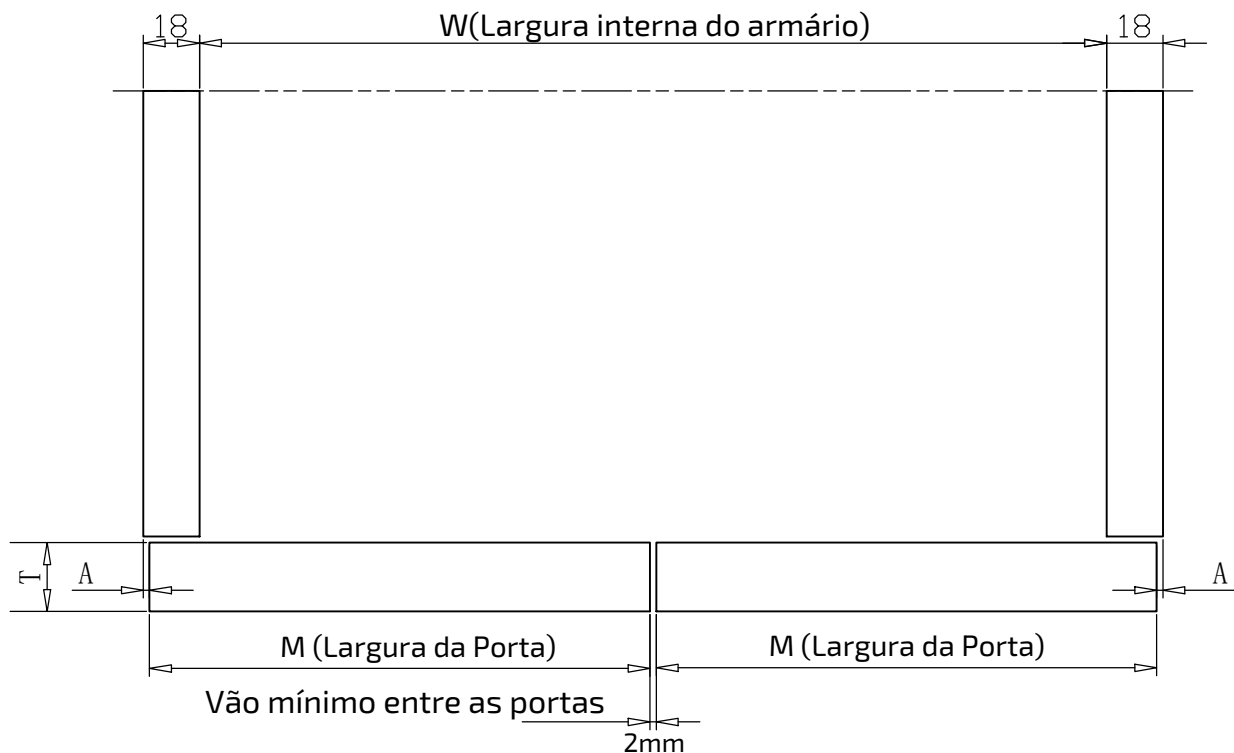 18
W(Largura interna do armário)
18
T
A
A
M (Largura da Porta)
M (Largura da Porta)
Vão mínimo entre as portas
2mm